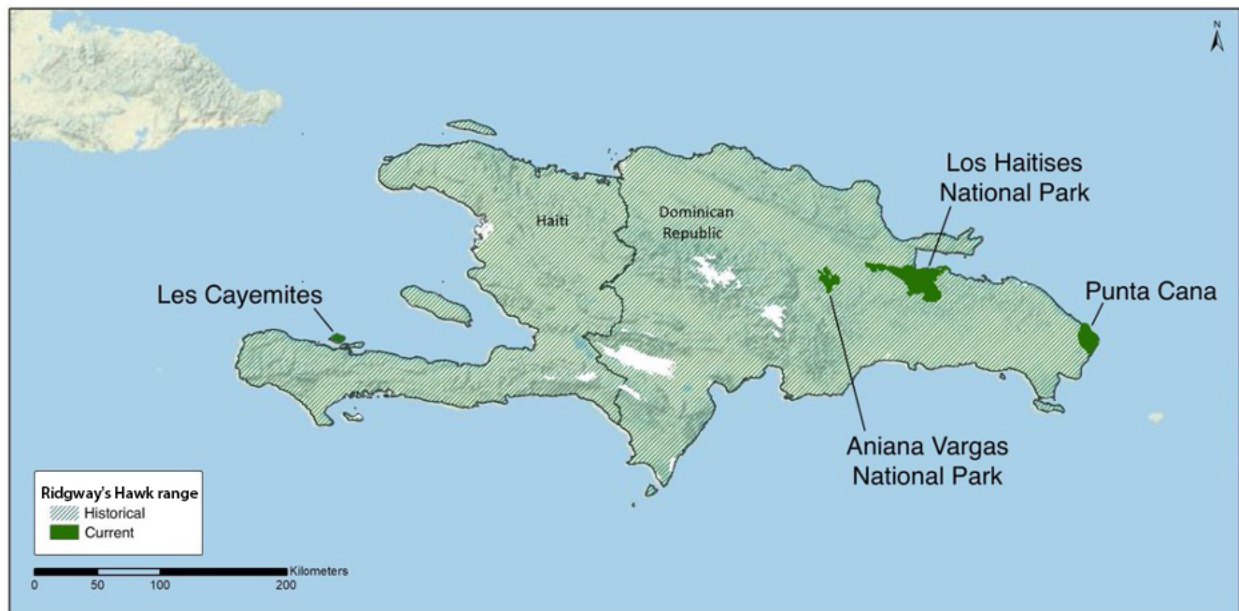 N
Los Haitises
National Park
Haiti
Dominican
Republic
Les Cayemites
Punta Cana
Aniana Vargas
National Park
Ridgway's Hawk range
Historical
Current
Kilometers
0 50 100 200